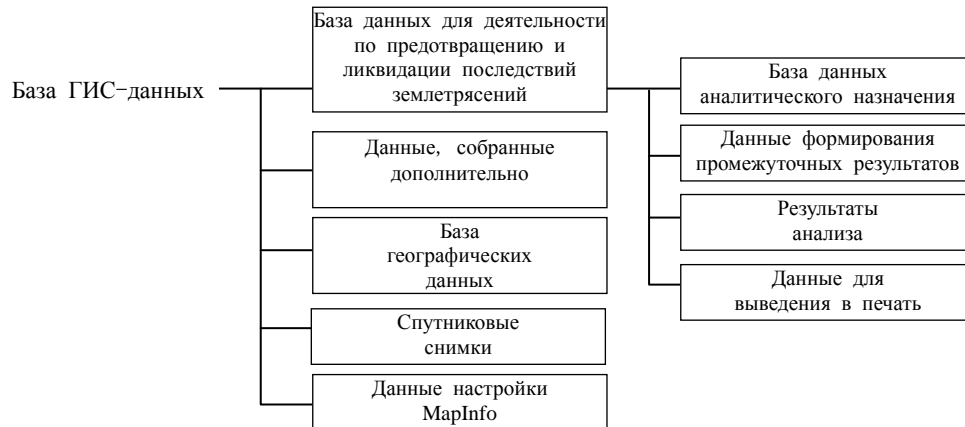 База ГИС-данных
База данных для деятельности
по предотвращению и
ликвидации последствий
землетрясений
Данные, собранные
дополнительно
База
географических
данных
Спутниковые
снимки
Данные настройки
MapInfo
База данных
аналитического назначения
Данные формирования
промежуточных результатов
Результаты
анализа
Данные для
выведения в печать